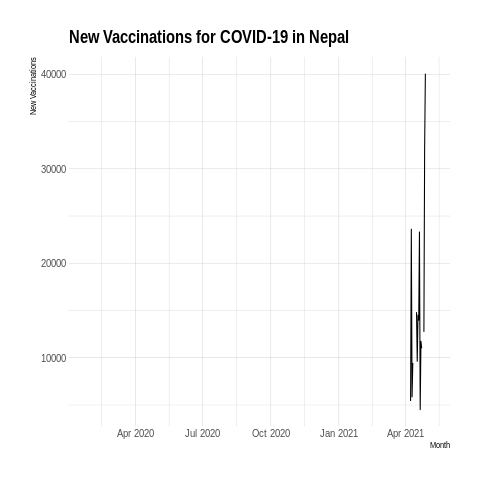 New Vaccinations for COVID-19 in Nepal
New Vaccinations
40000
30000
20000
10000
Apr 2020 Jul 2020 Oct 2020 Jan 2021 Apr 2021
Month